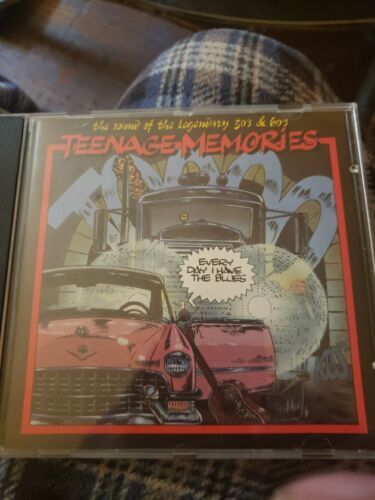 the sound of the legendary 50's & 60's
TEENAGE-MEMORIES
EVERY
DAY I HAVE
THE BLUES